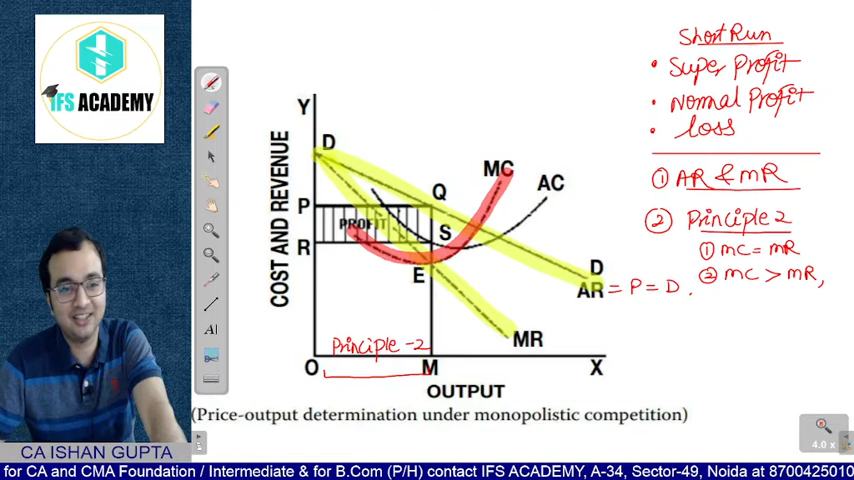 IFS ACADEMY
Short Run
• Super Profit
• Normal Profit
• loss
① AR & MR
② Principle 2
① MC = MR
② MC > MR,
Y
D
P
Q
MC
AC
PROFIT
S
R
E
D
AR = P = D.
COST AND REVENUE
Principle -2
MR
O
M
X
OUTPUT
(Price-output determination under monopolistic competition)
4.0 x
CA ISHAN GUPTA
for CA and CMA Foundation / Intermediate & for B.Com (P/H) contact IFS ACADEMY, A-34, Sector-49, Noida at 8700425010